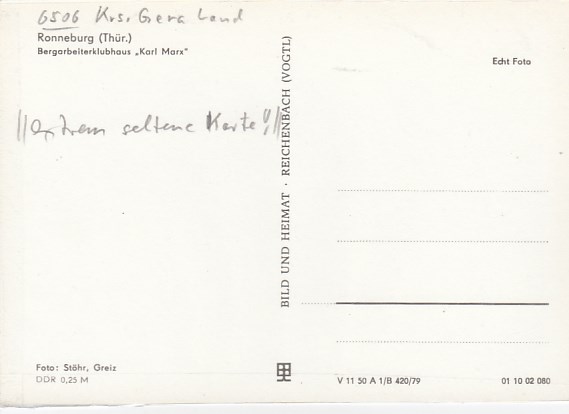 6506 Krs. Gera Land
Ronneburg (Thür.)
Bergarbeiterklubhaus „Karl Marx"
Echt Foto
!!extrem seltene Karte!!
BILD UND HEIMAT · REICHENBACH (VOGTL)
Foto: Stöhr, Greiz
DDR 0,25 M
V 11 50 A 1/B 420/79
01 10 02 080